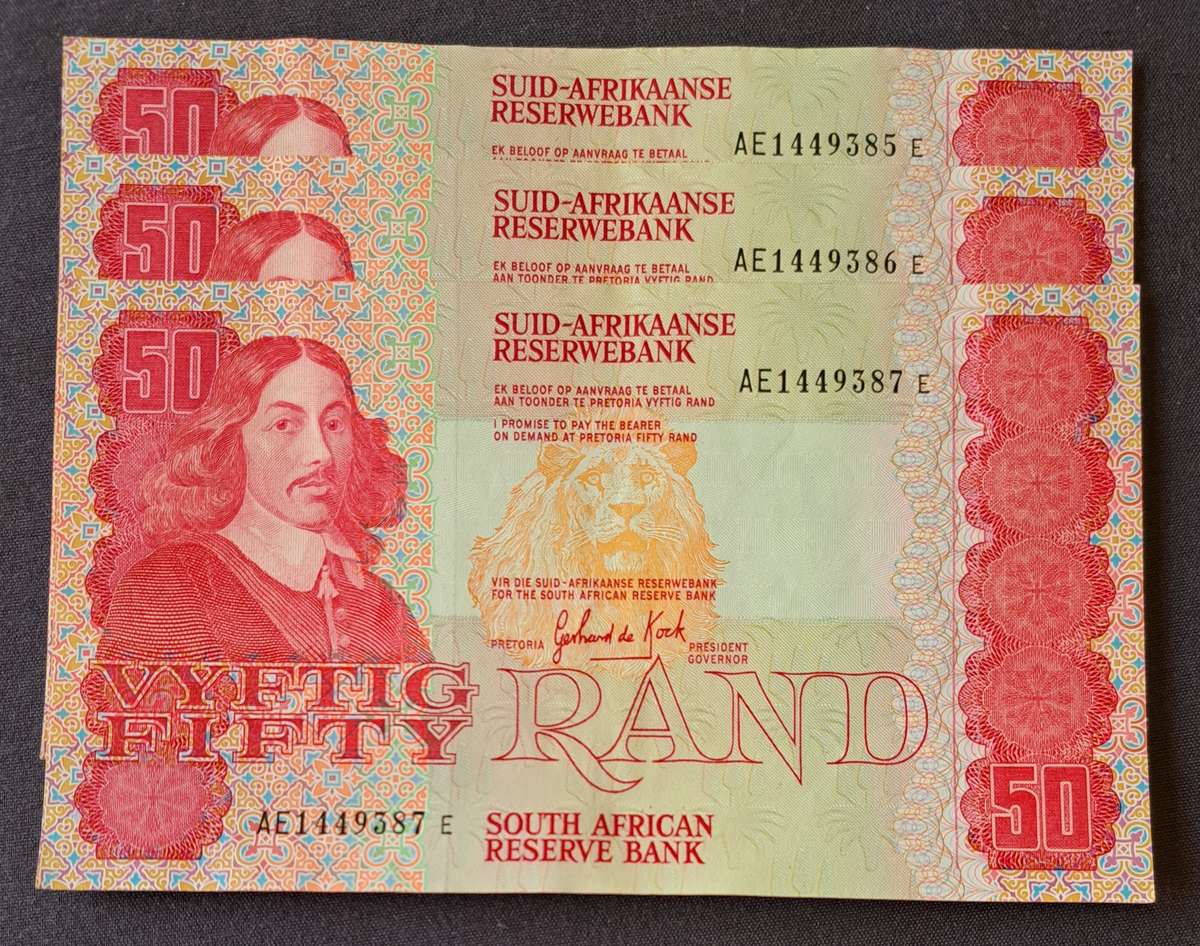 50
SUID-AFRIKAANSE
RESERWEBANK
EK BELOOF OP AANVRAAG TE BETAAL
AE1449385 E
50
SUID-AFRIKAANSE
RESERWEBANK
EK BELOOF OP AANVRAAG TE BETAAL
AAN TOONDER TE PRETORIA VYFTIG RAND
AE1449386 E
50
SUID-AFRIKAANSE
RESERWEBANK
EK BELOOF OP AANVRAAG TE BETAAL
AAN TOONDER TE PRETORIA VYFTIG RAND
AE1449387 E
I PROMISE TO PAY THE BEARER
ON DEMAND AT PRETORIA FIFTY RAND
VIR DIE SUID-AFRIKAANSE RESERWEBANK
FOR THE SOUTH AFRICAN RESERVE BANK
PRETORIA
Gerhard de Kock
PRESIDENT
GOVERNOR
VYFTIG
FIFTY
RAND
50
AE1449387 E
SOUTH AFRICAN
RESERVE BANK